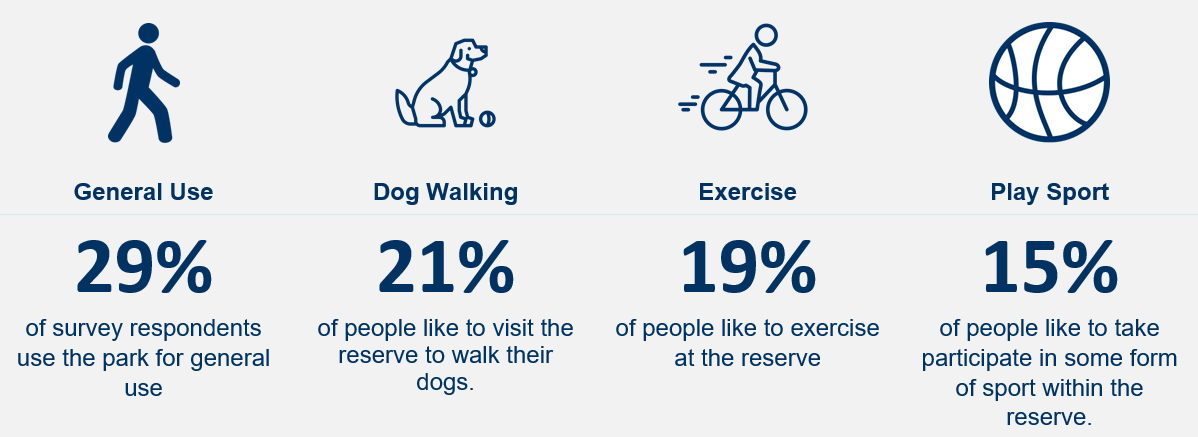 General Use
29%
of survey respondents
use the park for general
use
Dog Walking
21%
of people like to visit the
reserve to walk their
dogs.
Exercise
19%
of people like to exercise
at the reserve
Play Sport
15%
of people like to take
participate in some form
of sport within the
reserve.